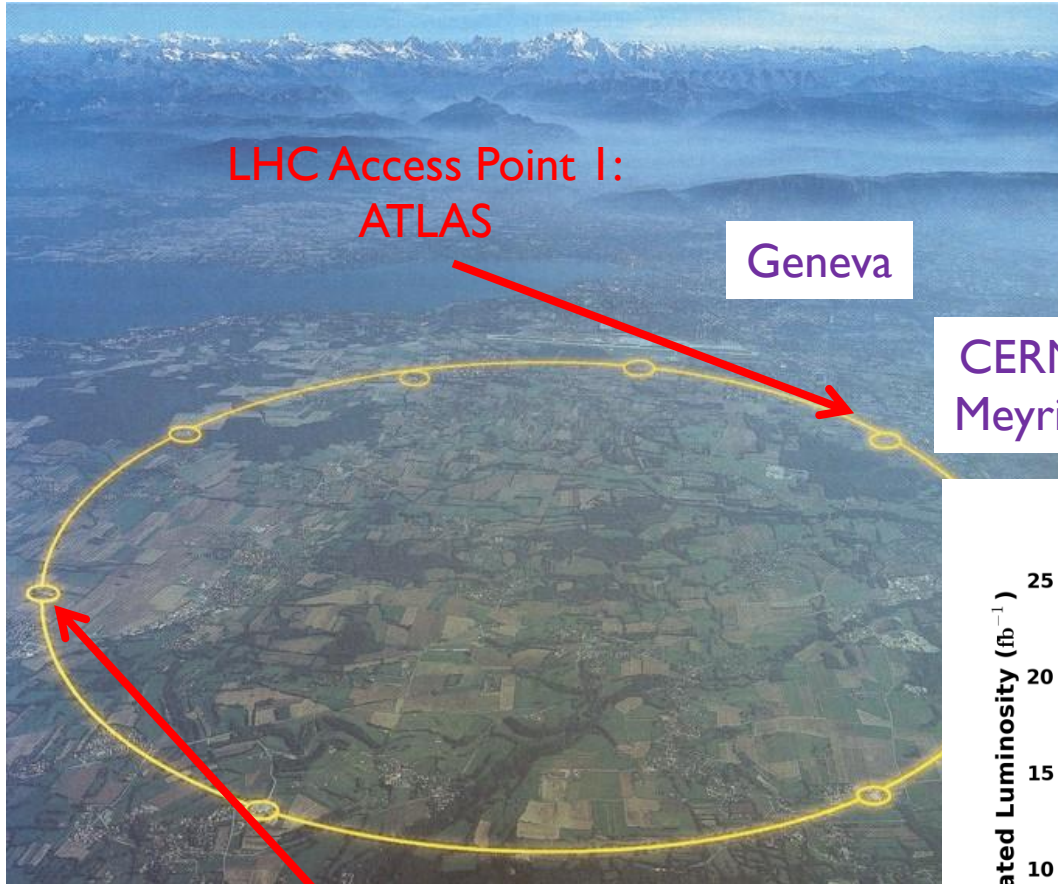 LHC Access Point 1:
ATLAS
Geneva
CERN
Meyri
25
20
15
10
ated Luminosity (fb⁻¹)